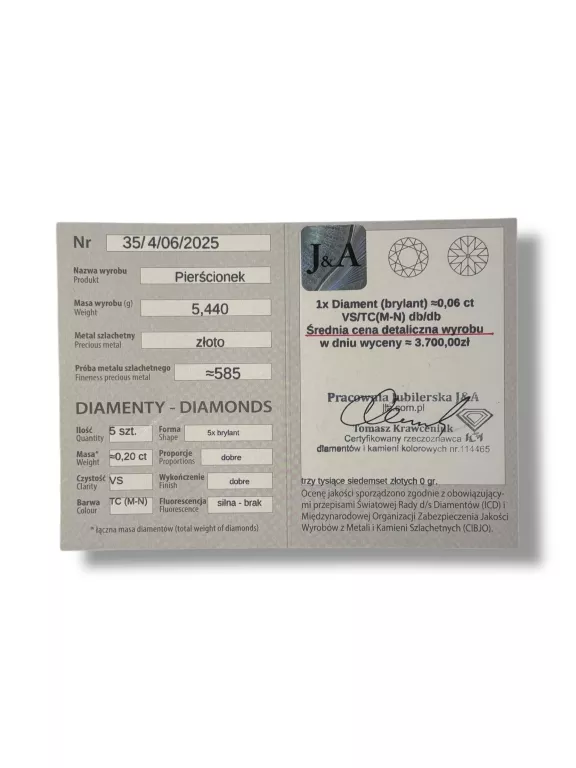 Nr 35/4/06/2025
Nazwa wyrobu
Produkt
Pierścionek
Masa wyrobu (g)
Weight
5,440
Metal szlachetny
Precious metal
złoto
Próba metalu szlachetnego
Fineness precious metal
≈585
DIAMENTY - DIAMONDS
Ilość
Quantity
5 szt.
Forma
Shape
5x brylant
Masa*
Weight
≈0,20 ct
Proporcje
Proportions
dobre
Czystość
Clarity
VS
Wykończenie
Finish
dobre
Barwa
Colour
TC (M-N)
Fluorescencja
Fluorescence
silna - brak
* łączna masa diamentów (total weight of diamonds)
J&A
1x Diament (brylant) ≈0,06 ct
VS/TC(M-N) db/db
Średnia cena detaliczna wyrobu
w dniu wyceny ≈ 3.700,00zł
Pracownia Jubilerska J&A
.com.pl
Tomasz Krawczniuk
Certyfikowany rzeczoznawca
diamentów i kamieni kolorowych nr.114465
trzy tysiące siedemset złotych 0 gr.
Ocenę jakości sporządzono zgodnie z obowiązujący-
mi przepisami Światowej Rady d/s Diamentów (ICD) i
Międzynarodowej Organizacji Zabezpieczenia Jakości
Wyrobów z Metali i Kamieni Szlachetnych (CIBJO).